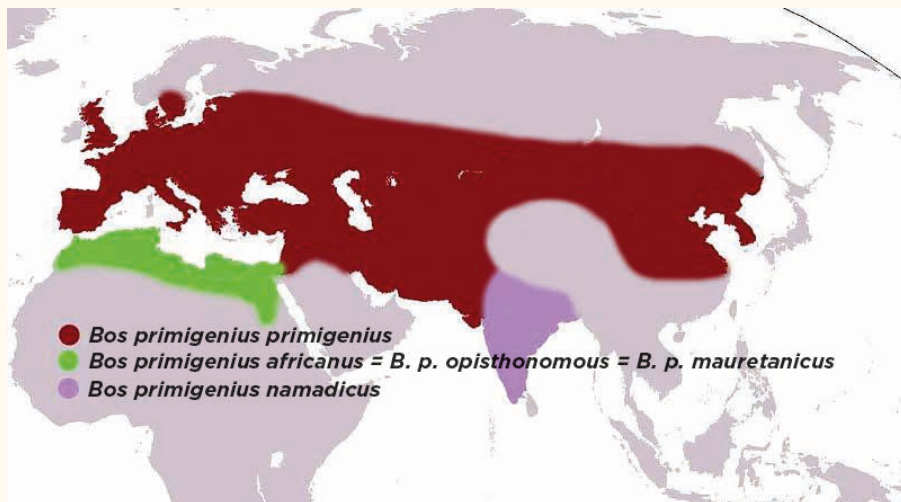 Bos primigenius primigenius
Bos primigenius africanus = B. p. opisthonomous = B. p. mauretanicus
Bos primigenius namadicus